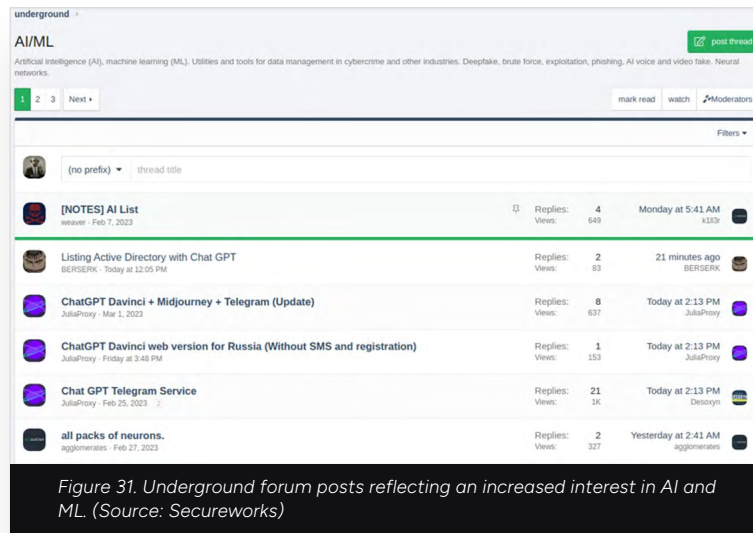 underground ›
AI/ML
post thread
Artificial intelligence (AI), machine learning (ML). Utilities and tools for data management in cybercrime and other industries. Deepfake, brute force, exploitation, phishing, AI voice and video fake. Neural
networks.
1 2 3 Next ▸
mark read watch Moderators
Filters ▾
(no prefix) ▾ thread title
[NOTES] AI List Replies: 4 Monday at 5:41 AM
weaver · Feb 7, 2023 Views: 649 k1ll3r
Listing Active Directory with Chat GPT Replies: 2 21 minutes ago
BERSERK · Today at 12:05 PM Views: 83 BERSERK
ChatGPT Davinci + Midjourney + Telegram (Update) Replies: 8 Today at 2:13 PM
JuliaProxy · Mar 1, 2023 Views: 637 JuliaProxy
ChatGPT Davinci web version for Russia (Without SMS and registration) Replies: 1 Today at 2:13 PM
JuliaProxy · Friday at 3:48 PM Views: 153 JuliaProxy
Chat GPT Telegram Service Replies: 21 Today at 2:13 PM
JuliaProxy · Feb 25, 2023 2 Views: 1K Desoxyn
all packs of neurons. Replies: 2 Yesterday at 2:41 AM
agglomerates · Feb 27, 2023 Views: 327 agglomerates
Figure 31. Underground forum posts reflecting an increased interest in AI and
ML. (Source: Secureworks)